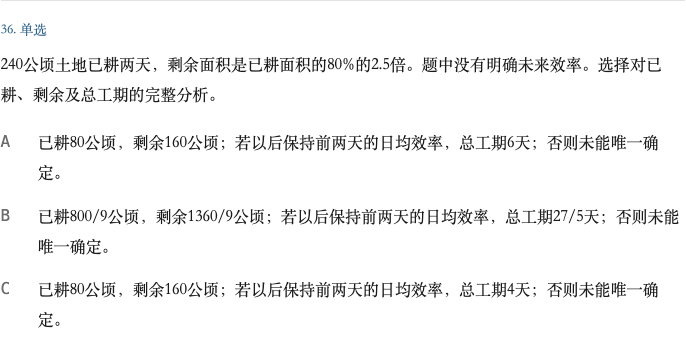 36. 单选
240公顷土地已耕两天，剩余面积是已耕面积的80%的2.5倍。题中没有明确未来效率。选择对已
耕、剩余及总工期的完整分析。
A 已耕80公顷，剩余160公顷；若以后保持前两天的日均效率，总工期6天；否则未能唯一确
定。
B 已耕800/9公顷，剩余1360/9公顷；若以后保持前两天的日均效率，总工期27/5天；否则未能
唯一确定。
C 已耕80公顷，剩余160公顷；若以后保持前两天的日均效率，总工期4天；否则未能唯一确
定。